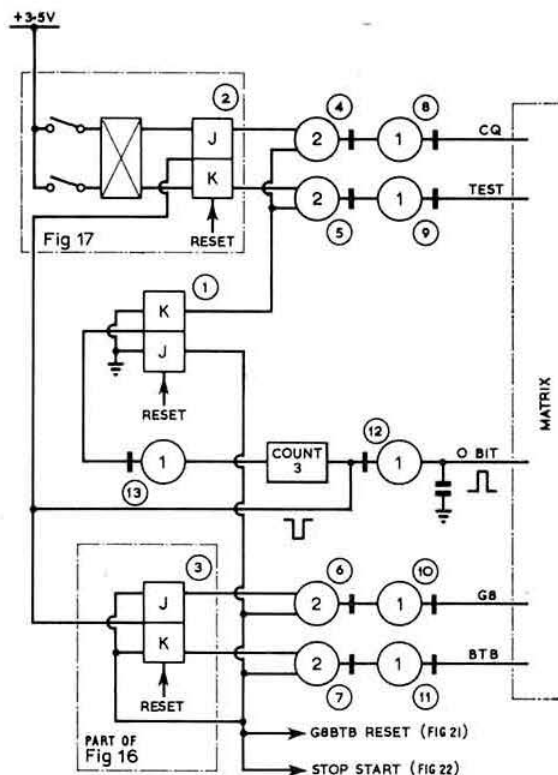 +3·5V
2
4
8
J
2
1
CQ
K
2
1
TEST
RESET
Fig 17
5
9
1
K
J
RESET
MATRIX
12
1
COUNT
3
1
O BIT
13
3
6
10
J
2
1
G8
K
2
1
BTB
RESET
7
11
PART OF
Fig 16
G8BTB RESET (FIG 21)
STOP START (FIG 22)